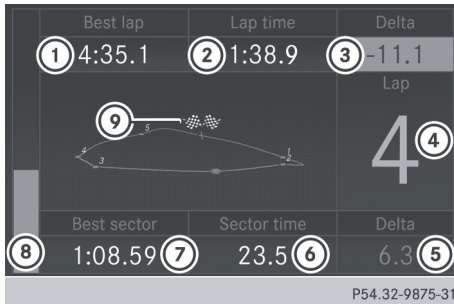 Best lap Lap time Delta
1 4:35.1 2 1:38.9 3 -11.1
Lap
9
5
4 4
4 1
3 2
Best sector Sector time Delta
8 1:08.59 7 23.5 6 6.3 5
P54.32-9875-31